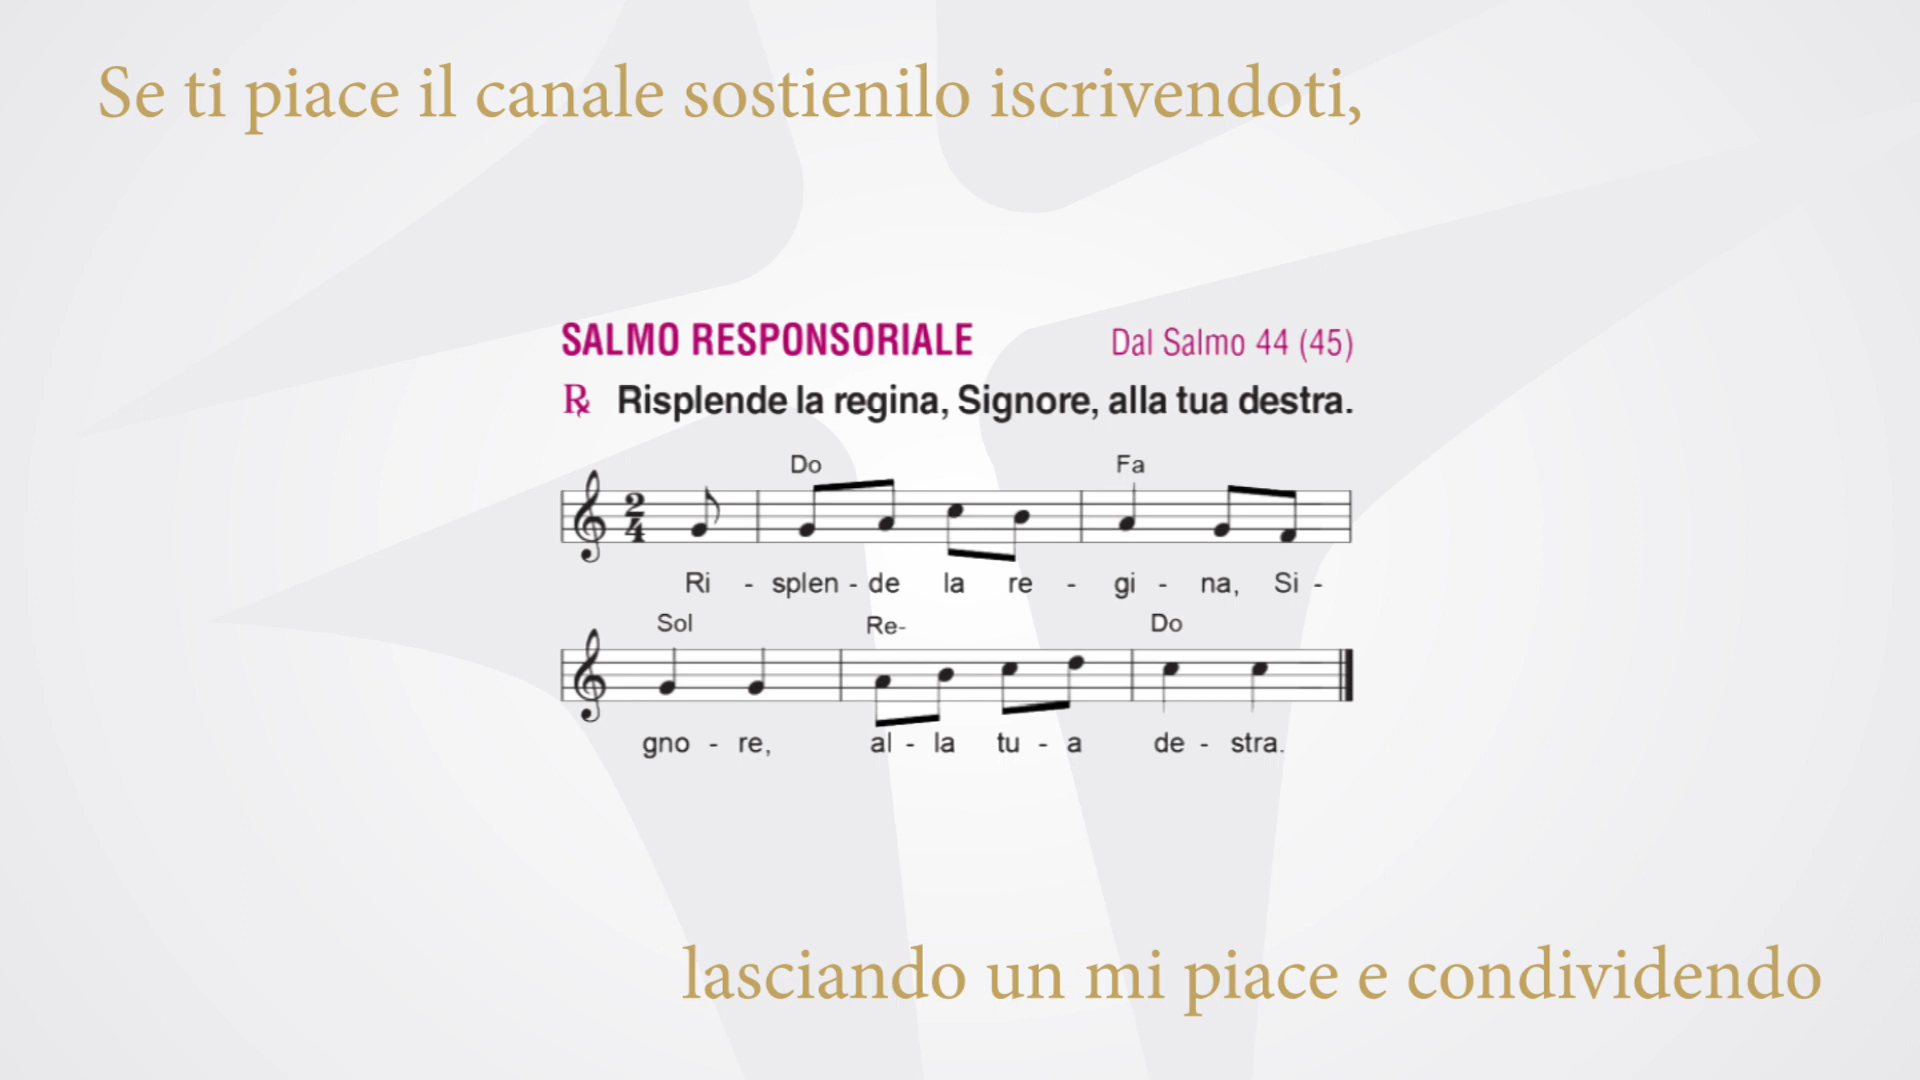 Se ti piace il canale sostienilo iscrivendoti,
SALMO RESPONSORIALE Dal Salmo 44 (45)
℞ Risplende la regina, Signore, alla tua destra.
Do Fa
2
4
Ri - splen - de la re - gi - na, Si -
Sol Re- Do
gno - re, al - la tu - a de - stra.
lasciando un mi piace e condividendo